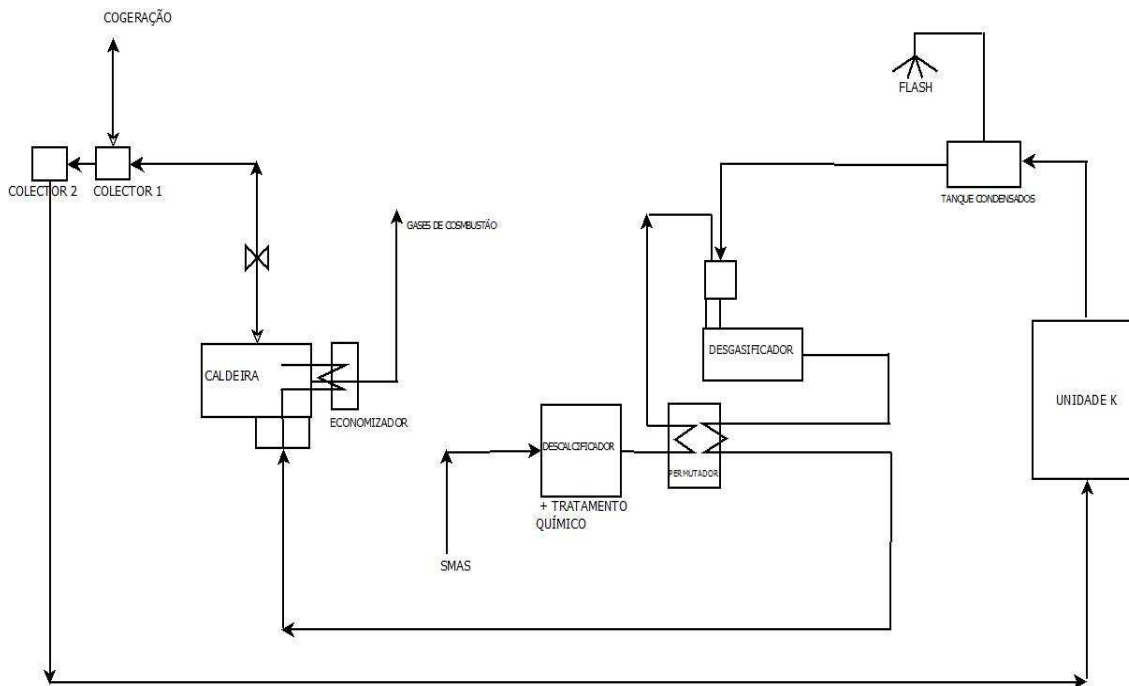 COGERAÇÃO
FLASH
COLECTOR 2
COLECTOR 1
TANQUE CONDENSADOS
GASES DE COSMBUSTÃO
CALDEIRA
DESGASIFICADOR
UNIDADE K
ECONOMIZADOR
DESCALCIFICADOR
PERMUTADOR
+ TRATAMENTO
QUÍMICO
SMAS